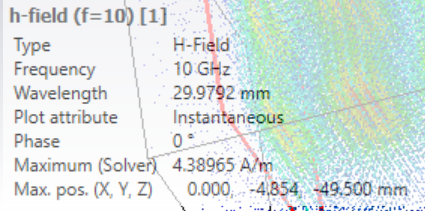 h-field (f=10) [1]
Type H-Field
Frequency 10 GHz
Wavelength 29.9792 mm
Plot attribute Instantaneous
Phase 0 °
Maximum (Solver) 4.38965 A/m
Max. pos. (X, Y, Z) 0.000, -4.854, -49.500 mm